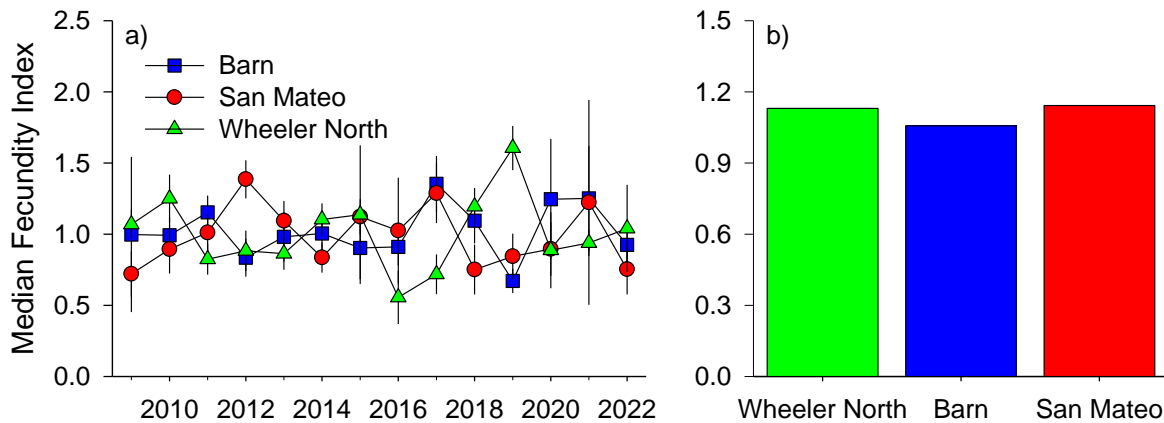 Median Fecundity Index
a)
2.5
2.0
1.5
1.0
0.5
0.0
Barn
San Mateo
Wheeler North
2010 2012 2014 2016 2018 2020 2022
b)
1.5
1.2
0.9
0.6
0.3
0.0
Wheeler North Barn San Mateo